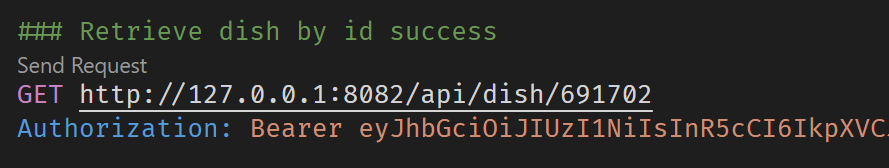 ### Retrieve dish by id success
Send Request
GET http://127.0.0.1:8082/api/dish/691702
Authorization: Bearer eyJhbGciOiJIUzI1NiIsInR5cCI6IkpXVC